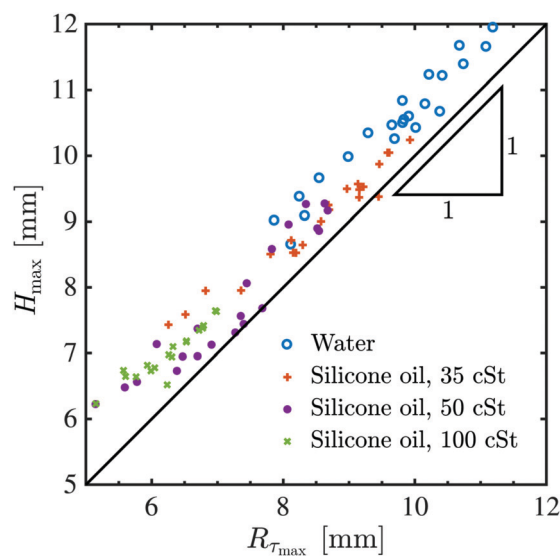 12
11
10
9
8
7
6
5
H_max [mm]
1
1
Water
Silicone oil, 35 cSt
Silicone oil, 50 cSt
Silicone oil, 100 cSt
6
8
10
12
R_τ_max [mm]